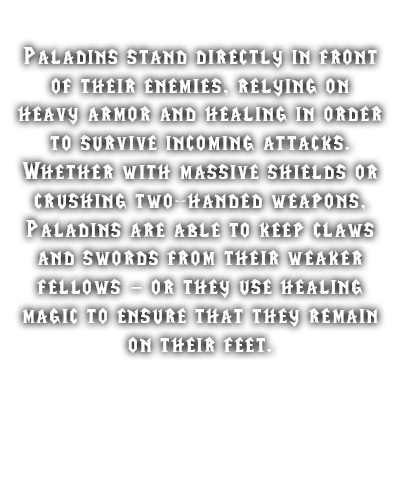 Paladins stand directly in front
of their enemies, relying on
heavy armor and healing in order
to survive incoming attacks.
Whether with massive shields or
crushing two-handed weapons,
Paladins are able to keep claws
and swords from their weaker
fellows – or they use healing
magic to ensure that they remain
on their feet.